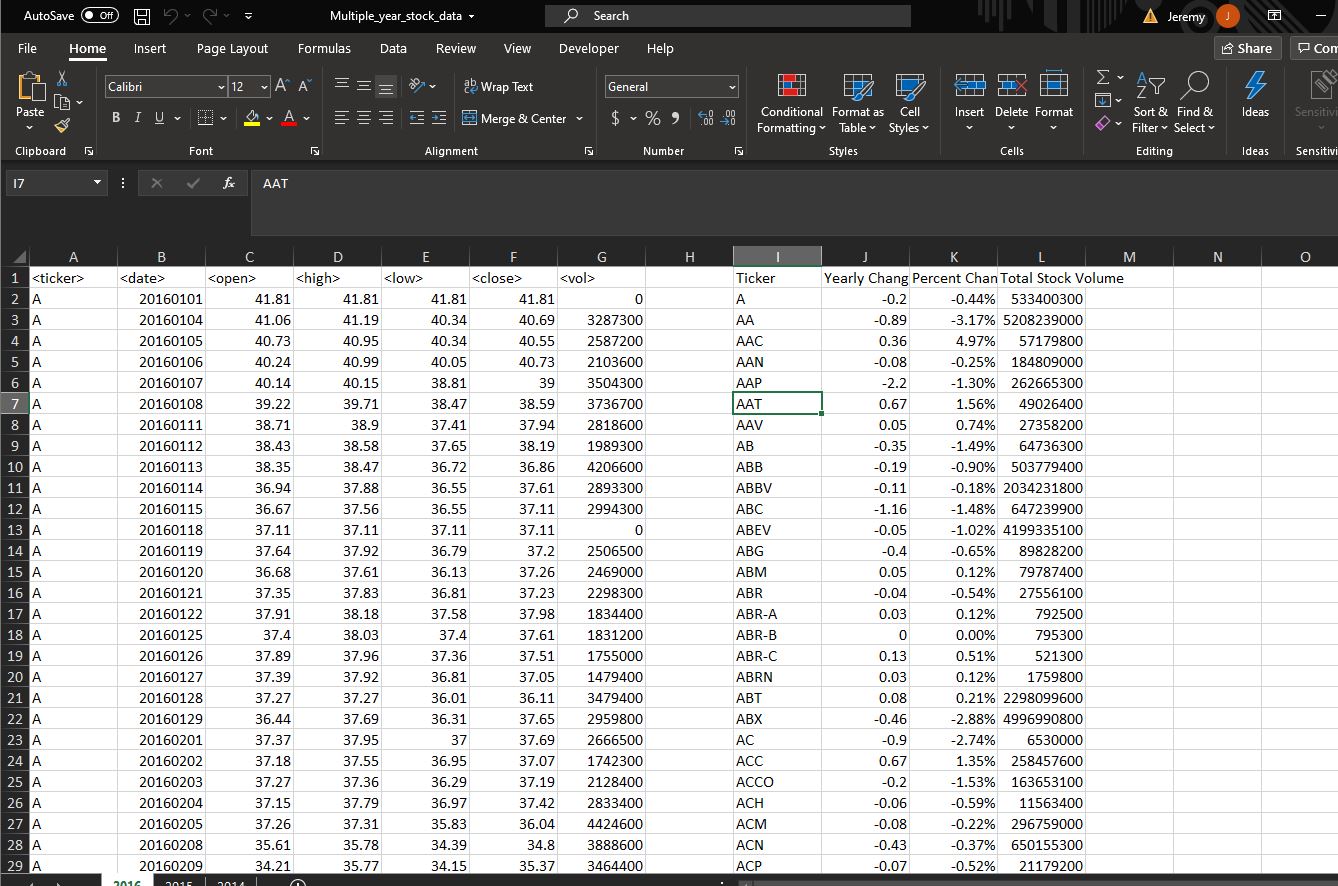 AutoSave Off Multiple_year_stock_data Search Jeremy J
File Home Insert Page Layout Formulas Data Review View Developer Help Share Com
Calibri 12 A A ab Wrap Text General
Paste B I U A Merge & Center $ % Conditional Formatting Format as Table Cell Styles Insert Delete Format Sort & Filter Find & Select Ideas Sensitivi
Clipboard Font Alignment Number Styles Cells Editing Ideas Sensitivi
I7 fx AAT
A B C D E F G H I J K L M N O
1 <ticker> <date> <open> <high> <low> <close> <vol> Ticker Yearly Chang Percent Chan Total Stock Volume
2 A 20160101 41.81 41.81 41.81 41.81 0 A -0.2 -0.44% 533400300
3 A 20160104 41.06 41.19 40.34 40.69 3287300 AA -0.89 -3.17% 5208239000
4 A 20160105 40.73 40.95 40.34 40.55 2587200 AAC 0.36 4.97% 57179800
5 A 20160106 40.24 40.99 40.05 40.73 2103600 AAN -0.08 -0.25% 184809000
6 A 20160107 40.14 40.15 38.81 39 3504300 AAP -2.2 -1.30% 262665300
7 A 20160108 39.22 39.71 38.47 38.59 3736700 AAT 0.67 1.56% 49026400
8 A 20160111 38.71 38.9 37.41 37.94 2818600 AAV 0.05 0.74% 27358200
9 A 20160112 38.43 38.58 37.65 38.19 1989300 AB -0.35 -1.49% 64736300
10 A 20160113 38.35 38.47 36.72 36.86 4206600 ABB -0.19 -0.90% 503779400
11 A 20160114 36.94 37.88 36.55 37.61 2893300 ABBV -0.11 -0.18% 2034231800
12 A 20160115 36.67 37.56 36.55 37.11 2994300 ABC -1.16 -1.48% 647239900
13 A 20160118 37.11 37.11 37.11 37.11 0 ABEV -0.05 -1.02% 4199335100
14 A 20160119 37.64 37.92 36.79 37.2 2506500 ABG -0.4 -0.65% 89828200
15 A 20160120 36.68 37.61 36.13 37.26 2469000 ABM 0.05 0.12% 79787400
16 A 20160121 37.35 37.83 36.81 37.23 2298300 ABR -0.04 -0.54% 27556100
17 A 20160122 37.91 38.18 37.58 37.98 1834400 ABR-A 0.03 0.12% 792500
18 A 20160125 37.4 38.03 37.4 37.61 1831200 ABR-B 0 0.00% 795300
19 A 20160126 37.89 37.96 37.36 37.51 1755000 ABR-C 0.13 0.51% 521300
20 A 20160127 37.39 37.92 36.81 37.05 1479400 ABRN 0.03 0.12% 1759800
21 A 20160128 37.27 37.27 36.01 36.11 3479400 ABT 0.08 0.21% 2298099600
22 A 20160129 36.44 37.69 36.31 37.65 2959800 ABX -0.46 -2.88% 4996990800
23 A 20160201 37.37 37.95 37 37.69 2666500 AC -0.9 -2.74% 6530000
24 A 20160202 37.18 37.55 36.95 37.07 1742300 ACC 0.67 1.35% 258457600
25 A 20160203 37.27 37.36 36.29 37.19 2128400 ACCO -0.2 -1.53% 163653100
26 A 20160204 37.15 37.79 36.97 37.42 2833400 ACH -0.06 -0.59% 11563400
27 A 20160205 37.26 37.31 35.83 36.04 4424600 ACM -0.08 -0.22% 296759000
28 A 20160208 35.61 35.78 34.39 34.8 3888600 ACN -0.43 -0.37% 650155300
29 A 20160209 34.21 35.77 34.15 35.37 3464400 ACP -0.07 -0.52% 21179200
2016 2015 2014